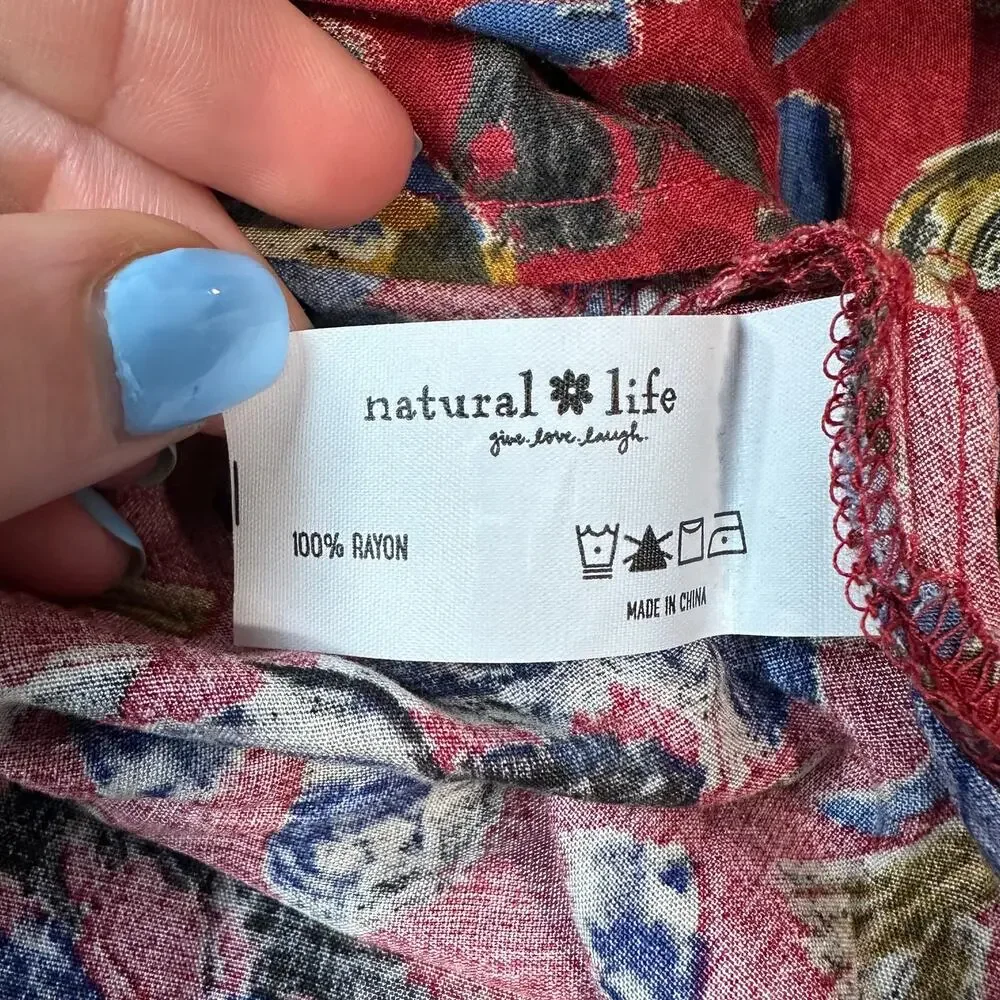 natural life
give. love. laugh.
100% RAYON
MADE IN CHINA